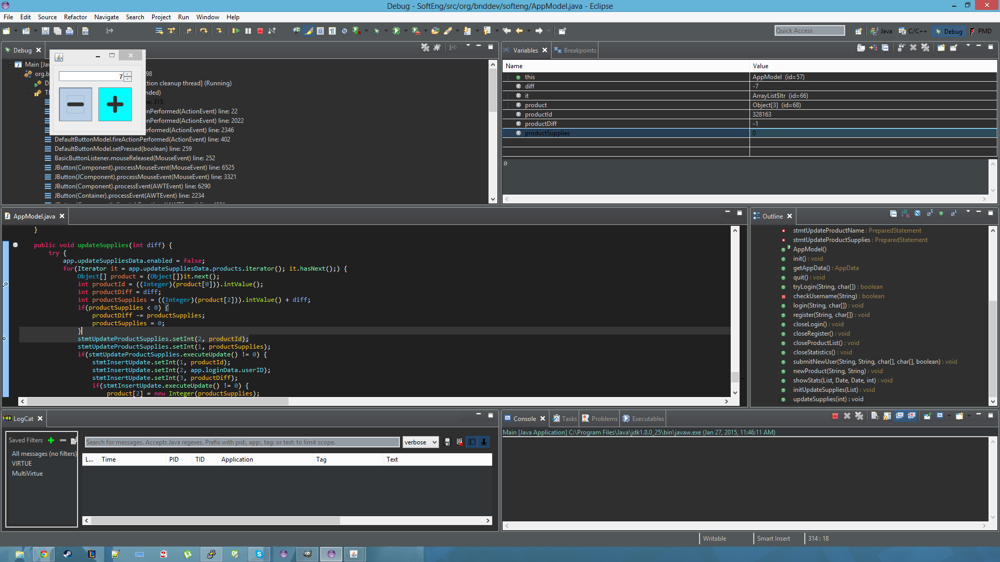 Debug - SoftEng/src/org/bnddev/softeng/AppModel.java - Eclipse
File Edit Source Refactor Navigate Search Project Run Window Help
Quick Access
Java C/C++ Debug PMD
Debug
Main [Jav
org.b 98
D ction cleanup thread] (Running)
Tl nded)
ne: 315
nPerformed(ActionEvent) line: 22
nPerformed(ActionEvent) line: 2022
erformed(ActionEvent) line: 2346
DefaultButtonModel.fireActionPerformed(ActionEvent) line: 402
DefaultButtonModel.setPressed(boolean) line: 259
BasicButtonListener.mouseReleased(MouseEvent) line: 252
JButton(Component).processMouseEvent(MouseEvent) line: 6525
JButton(JComponent).processMouseEvent(MouseEvent) line: 3321
JButton(Component).processEvent(AWTEvent) line: 6290
JButton(Container).processEvent(AWTEvent) line: 2234
7
Variables Breakpoints
Name Value
this AppModel (id=57)
diff -7
it ArrayList$Itr (id=66)
product Object[3] (id=68)
productId 328163
productDiff -1
productSupplies 0
0
AppModel.java
}
public void updateSupplies(int diff) {
try {
app.updateSuppliesData.enabled = false;
for(Iterator it = app.updateSuppliesData.products.iterator(); it.hasNext();) {
Object[] product = (Object[])it.next();
int productId = ((Integer)(product[0])).intValue();
int productDiff = diff;
int productSupplies = ((Integer)(product[2])).intValue() + diff;
if(productSupplies < 0) {
productDiff -= productSupplies;
productSupplies = 0;
}
stmtUpdateProductSupplies.setInt(2, productId);
stmtUpdateProductSupplies.setInt(1, productSupplies);
if(stmtUpdateProductSupplies.executeUpdate() != 0) {
stmtInsertUpdate.setInt(1, productId);
stmtInsertUpdate.setInt(2, app.loginData.userID);
stmtInsertUpdate.setInt(3, productDiff);
if(stmtInsertUpdate.executeUpdate() != 0) {
product[2] = new Integer(productSupplies);
Outline
stmtUpdateProductName : PreparedStatement
stmtUpdateProductSupplies : PreparedStatement
AppModel()
init() : void
getAppData() : AppData
quit() : void
tryLogin(String, char[]) : boolean
checkUsername(String) : boolean
login(String, char[]) : void
register(String, char[]) : void
closeLogin() : void
closeRegister() : void
closeProductList() : void
closeStatistics() : void
submitNewUser(String, String, char[], char[], boolean) : void
newProduct(String, String) : void
showStats(List, Date, Date, int) : void
initUpdateSupplies(List) : void
updateSupplies(int) : void
LogCat
Saved Filters
All messages (no filters)
VIRTUE
MultiVirtue
Search for messages. Accepts Java regexes. Prefix with pid:, app:, tag: or text: to limit scope.
verbose
L... Time PID TID Application Tag Text
Console Tasks Problems Executables
Main [Java Application] C:\Program Files\Java\jdk1.8.0_25\bin\javaw.exe (Jan 27, 2015, 11:46:11 AM)
Writable Smart Insert 314 : 18